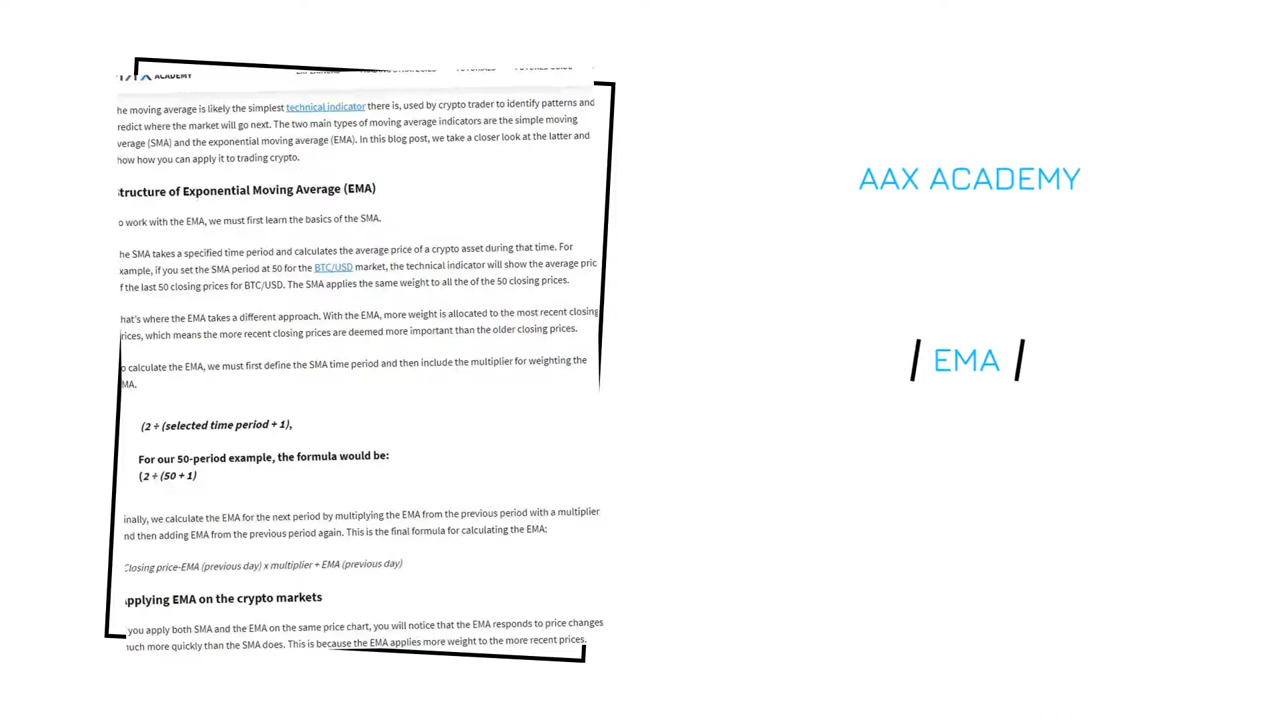 ACADEMY
he moving average is likely the simplest technical indicator there is, used by crypto trader to identify patterns and
redict where the market will go next. The two main types of moving average indicators are the simple moving
verage (SMA) and the exponential moving average (EMA). In this blog post, we take a closer look at the latter and
how how you can apply it to trading crypto.
tructure of Exponential Moving Average (EMA)
o work with the EMA, we must first learn the basics of the SMA.
he SMA takes a specified time period and calculates the average price of a crypto asset during that time. For
xample, if you set the SMA period at 50 for the BTC/USD market, the technical indicator will show the average pric
f the last 50 closing prices for BTC/USD. The SMA applies the same weight to all the of the 50 closing prices.
hat's where the EMA takes a different approach. With the EMA, more weight is allocated to the most recent closing
rices, which means the more recent closing prices are deemed more important than the older closing prices.
o calculate the EMA, we must first define the SMA time period and then include the multiplier for weighting the
MA.
(2 ÷ (selected time period + 1),
For our 50-period example, the formula would be:
(2 ÷ (50 + 1)
inally, we calculate the EMA for the next period by multiplying the EMA from the previous period with a multiplier
nd then adding EMA from the previous period again. This is the final formula for calculating the EMA:
Closing price-EMA (previous day) x multiplier + EMA (previous day)
pplying EMA on the crypto markets
you apply both SMA and the EMA on the same price chart, you will notice that the EMA responds to price changes
uch more quickly than the SMA does. This is because the EMA applies more weight to the more recent prices.
AAX ACADEMY
/ EMA /